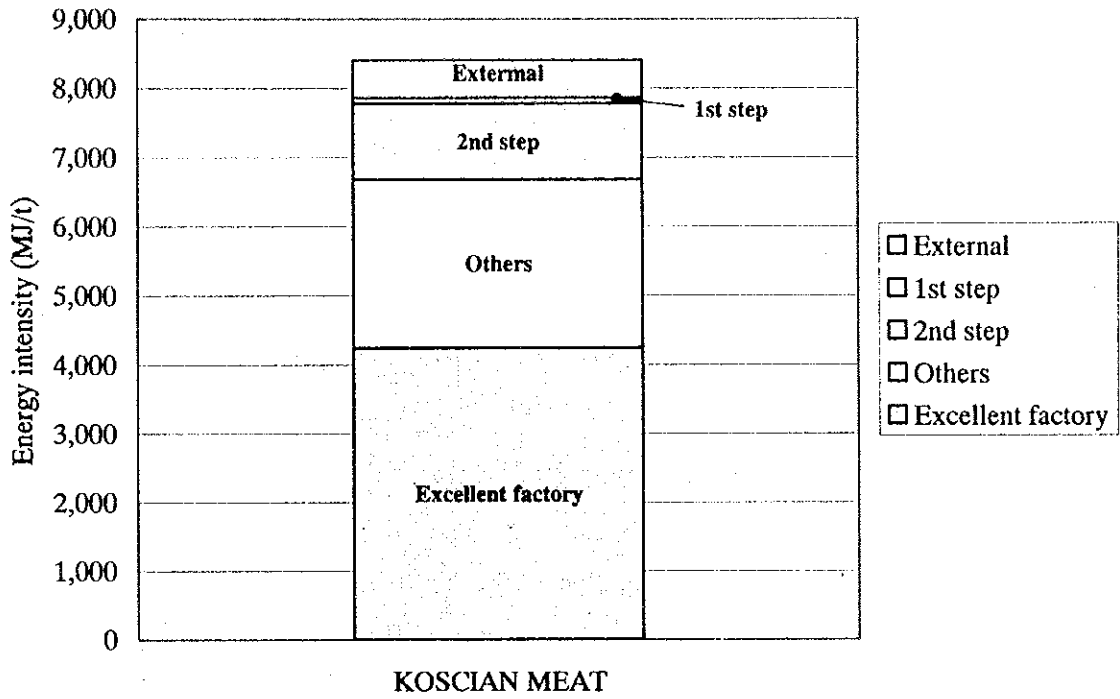 9,000
8,000
7,000
6,000
5,000
4,000
3,000
2,000
1,000
0
Energy intensity (MJ/t)
Extermal
1st step
2nd step
Others
Excellent factory
KOSCIAN MEAT
External
1st step
2nd step
Others
Excellent factory